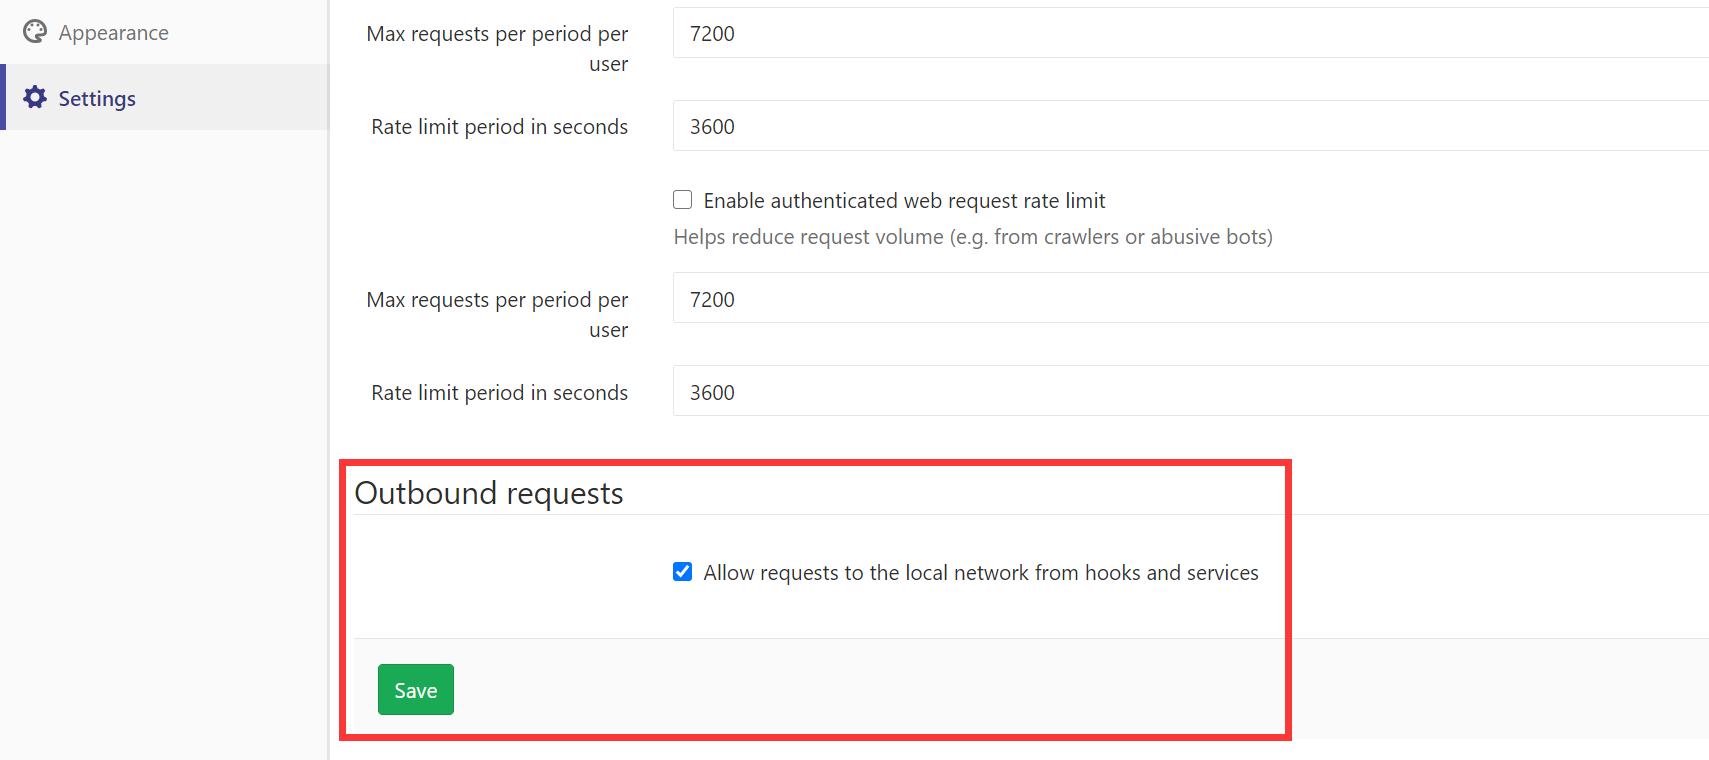 Appearance
Settings
Max requests per period per
user
7200
Rate limit period in seconds
3600
Enable authenticated web request rate limit
Helps reduce request volume (e.g. from crawlers or abusive bots)
Max requests per period per
user
7200
Rate limit period in seconds
3600
Outbound requests
Allow requests to the local network from hooks and services
Save